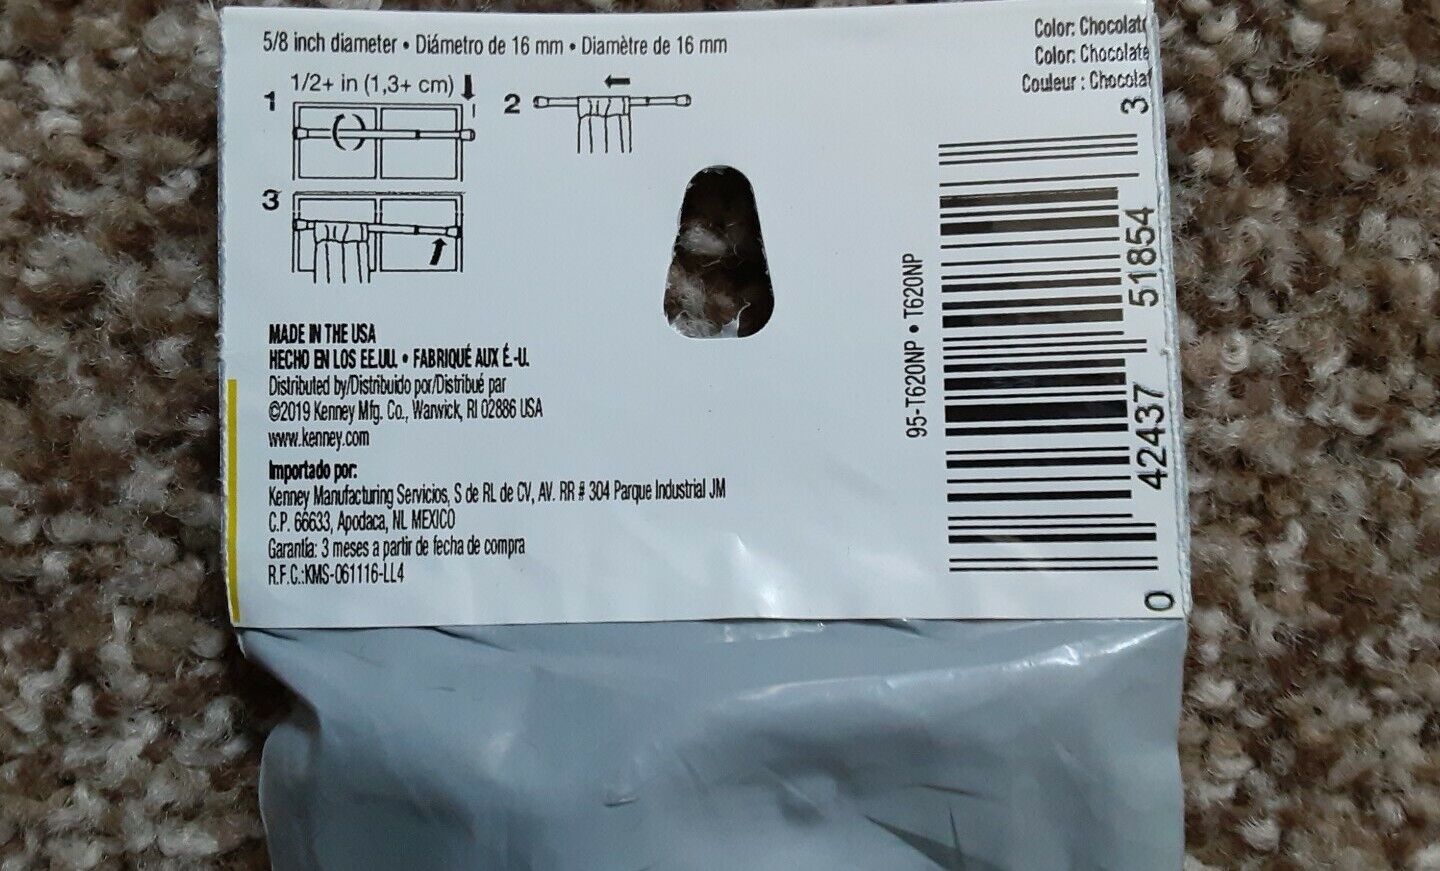 5/8 inch diameter • Diámetro de 16 mm • Diamètre de 16 mm
Color: Chocolate
Color: Chocolate
Couleur : Chocolat
1/2+ in (1,3+ cm)
1
2
3
MADE IN THE USA
HECHO EN LOS EE.UU. • FABRIQUÉ AUX É.-U.
Distributed by/Distribuido por/Distribué par
©2019 Kenney Mfg. Co., Warwick, RI 02886 USA
www.kenney.com
Importado por:
Kenney Manufacturing Servicios, S de RL de CV, AV. RR # 304 Parque Industrial JM
C.P. 66633, Apodaca, NL MEXICO
Garantía: 3 meses a partir de fecha de compra
R.F.C.:KMS-061116-LL4
95-T620NP • T620NP
0 42437 51854 3